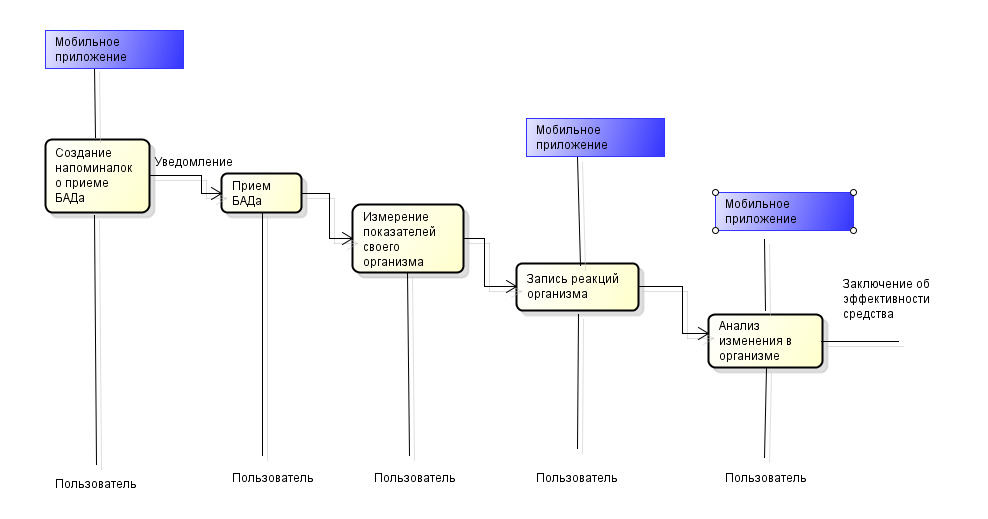 Мобильное
приложение
Создание
напоминалок
о приеме
БАДа
Уведомление
Прием
БАДа
Измерение
показателей
своего
организма
Мобильное
приложение
Запись реакций
организма
Мобильное
приложение
Анализ
изменения в
организме
Заключение об
эффективности
средства
Пользователь
Пользователь
Пользователь
Пользователь
Пользователь